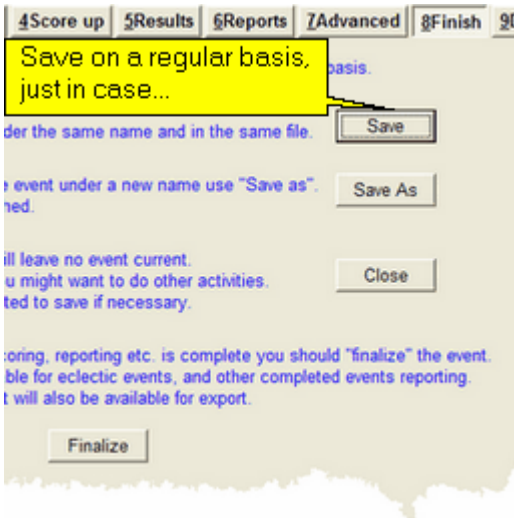 4Score up 5Results 6Reports 7Advanced 8Finish 9
Save on a regular basis,
just in case...
basis.
der the same name and in the same file.
Save
e event under a new name use "Save as".
Save As
ned.
ill leave no event current.
u might want to do other activities.
Close
ted to save if necessary.
oring, reporting etc. is complete you should "finalize" the event.
ble for eclectic events, and other completed events reporting.
t will also be available for export.
Finalize